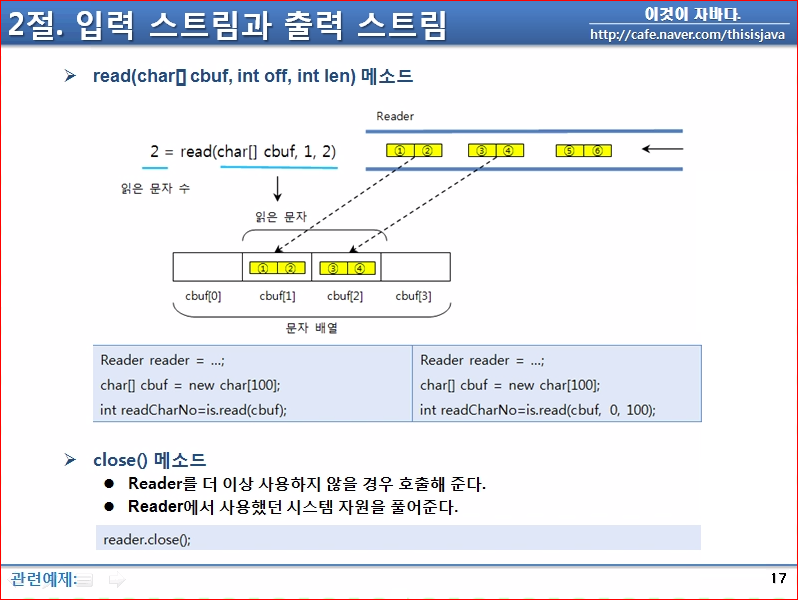 2절. 입력 스트림과 출력 스트림
이것이 자바다.
http://cafe.naver.com/thisisjava
➢ read(char[] cbuf, int off, int len) 메소드
Reader
2 = read(char[] cbuf, 1, 2)
① ② ③ ④ ⑤ ⑥
읽은 문자 수
읽은 문자
① ② ③ ④
cbuf[0] cbuf[1] cbuf[2] cbuf[3]
문자 배열
Reader reader = ...;
char[] cbuf = new char[100];
int readCharNo=is.read(cbuf);
Reader reader = ...;
char[] cbuf = new char[100];
int readCharNo=is.read(cbuf, 0, 100);
➢ close() 메소드
● Reader를 더 이상 사용하지 않을 경우 호출해 준다.
● Reader에서 사용했던 시스템 자원을 풀어준다.
reader.close();
관련예제:
17